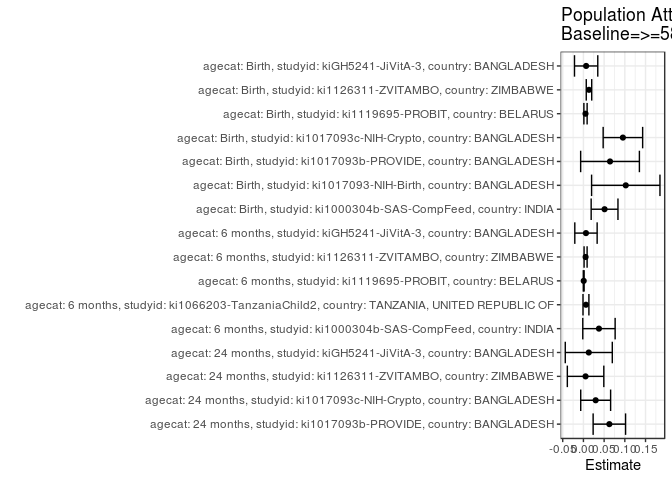 Population Att
Baseline=>=58
agecat: Birth, studyid: kiGH5241-JiVitA-3, country: BANGLADESH
agecat: Birth, studyid: ki1126311-ZVITAMBO, country: ZIMBABWE
agecat: Birth, studyid: ki1119695-PROBIT, country: BELARUS
agecat: Birth, studyid: ki1017093c-NIH-Crypto, country: BANGLADESH
agecat: Birth, studyid: ki1017093b-PROVIDE, country: BANGLADESH
agecat: Birth, studyid: ki1017093-NIH-Birth, country: BANGLADESH
agecat: Birth, studyid: ki1000304b-SAS-CompFeed, country: INDIA
agecat: 6 months, studyid: kiGH5241-JiVitA-3, country: BANGLADESH
agecat: 6 months, studyid: ki1126311-ZVITAMBO, country: ZIMBABWE
agecat: 6 months, studyid: ki1119695-PROBIT, country: BELARUS
agecat: 6 months, studyid: ki1066203-TanzaniaChild2, country: TANZANIA, UNITED REPUBLIC OF
agecat: 6 months, studyid: ki1000304b-SAS-CompFeed, country: INDIA
agecat: 24 months, studyid: kiGH5241-JiVitA-3, country: BANGLADESH
agecat: 24 months, studyid: ki1126311-ZVITAMBO, country: ZIMBABWE
agecat: 24 months, studyid: ki1017093c-NIH-Crypto, country: BANGLADESH
agecat: 24 months, studyid: ki1017093b-PROVIDE, country: BANGLADESH
-0.05 0.00 0.05 0.10 0.15
Estimate